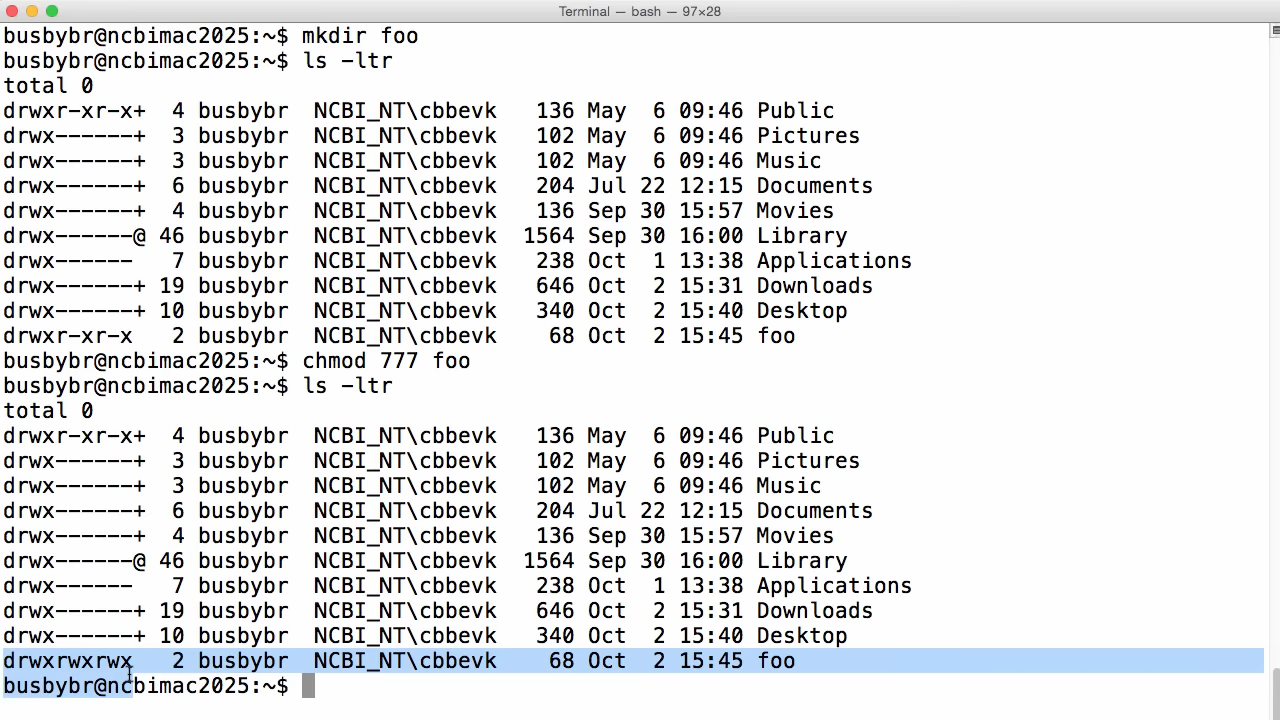 Terminal — bash — 97×28
busbybr@ncbimac2025:~$ mkdir foo
busbybr@ncbimac2025:~$ ls -ltr
total 0
drwxr-xr-x+  4 busbybr  NCBI_NT\cbbevk   136 May  6 09:46 Public
drwx------+  3 busbybr  NCBI_NT\cbbevk   102 May  6 09:46 Pictures
drwx------+  3 busbybr  NCBI_NT\cbbevk   102 May  6 09:46 Music
drwx------+  6 busbybr  NCBI_NT\cbbevk   204 Jul 22 12:15 Documents
drwx------+  4 busbybr  NCBI_NT\cbbevk   136 Sep 30 15:57 Movies
drwx------@ 46 busbybr  NCBI_NT\cbbevk  1564 Sep 30 16:00 Library
drwx------   7 busbybr  NCBI_NT\cbbevk   238 Oct  1 13:38 Applications
drwx------+ 19 busbybr  NCBI_NT\cbbevk   646 Oct  2 15:31 Downloads
drwx------+ 10 busbybr  NCBI_NT\cbbevk   340 Oct  2 15:40 Desktop
drwxr-xr-x   2 busbybr  NCBI_NT\cbbevk    68 Oct  2 15:45 foo
busbybr@ncbimac2025:~$ chmod 777 foo
busbybr@ncbimac2025:~$ ls -ltr
total 0
drwxr-xr-x+  4 busbybr  NCBI_NT\cbbevk   136 May  6 09:46 Public
drwx------+  3 busbybr  NCBI_NT\cbbevk   102 May  6 09:46 Pictures
drwx------+  3 busbybr  NCBI_NT\cbbevk   102 May  6 09:46 Music
drwx------+  6 busbybr  NCBI_NT\cbbevk   204 Jul 22 12:15 Documents
drwx------+  4 busbybr  NCBI_NT\cbbevk   136 Sep 30 15:57 Movies
drwx------@ 46 busbybr  NCBI_NT\cbbevk  1564 Sep 30 16:00 Library
drwx------   7 busbybr  NCBI_NT\cbbevk   238 Oct  1 13:38 Applications
drwx------+ 19 busbybr  NCBI_NT\cbbevk   646 Oct  2 15:31 Downloads
drwx------+ 10 busbybr  NCBI_NT\cbbevk   340 Oct  2 15:40 Desktop
drwxrwxrwx   2 busbybr  NCBI_NT\cbbevk    68 Oct  2 15:45 foo
busbybr@ncbimac2025:~$